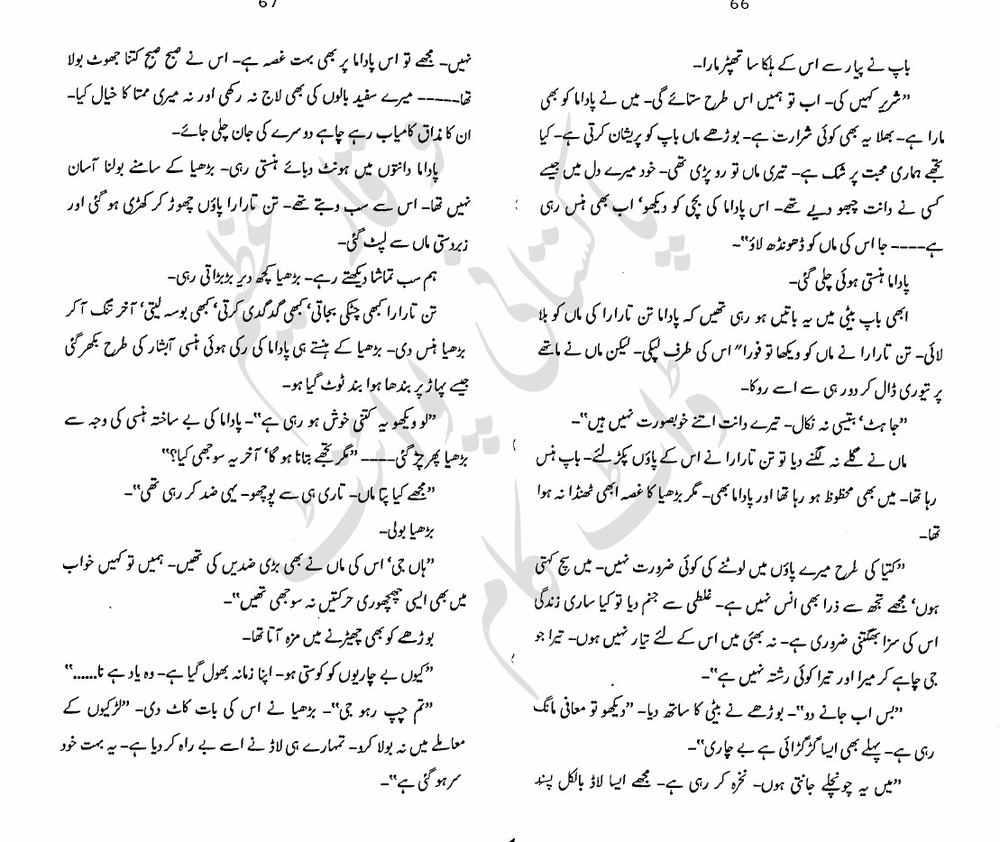 66
باپ نے پیار سے اس کے ہلکا سا تھپڑ مارا۔
”شریر کہیں کی۔ اب تو ہمیں اس طرح ستائے گی۔ میں نے پاداما کو بھی
مارا ہے۔ بھلا یہ بھی کوئی شرارت ہے۔ بوڑھے ماں باپ کو پریشان کرتی ہے۔ کیا
تجھے ہماری محبت پر شک ہے۔ تیری ماں تو رو پڑی تھی۔ خود میرے دل میں جیسے
کسی نے دانت چبھو دیے تھے۔ اس پاداما کی بچی کو دیکھو‘ اب بھی ہنس رہی
ہے---- جا اس کی ماں کو ڈھونڈھ لاؤ“۔
پاداما ہنستی ہوئی چلی گئی۔
ابھی باپ بیٹی میں یہ باتیں ہو رہی تھیں کہ پاداما تن تارارا کی ماں کو بلا
لائی۔ تن تارارا نے ماں کو دیکھا تو فورا“ اس کی طرف لپکی۔ لیکن ماں نے ماتھے
پر تیوری ڈال کر دور ہی سے اسے روکا۔
”جا ہٹ‘ بتیسی نہ نکال۔ تیرے دانت اتنے خوبصورت نہیں ہیں“۔
ماں نے گلے نہ لگنے دیا تو تن تارارا نے اس کے پاؤں پکڑ لئے۔ باپ ہنس
رہا تھا۔ میں بھی محظوظ ہو رہا تھا اور پاداما بھی۔ مگر بڑھیا کا غصہ ابھی ٹھنڈا نہ ہوا
تھا۔
”کتیا کی طرح میرے پاؤں میں لوٹنے کی کوئی ضرورت نہیں۔ میں سچ کہتی
ہوں‘ مجھے تجھ سے ذرا بھی انس نہیں ہے۔ غلطی سے جنم دیا تو کیا ساری زندگی
اس کی سزا بھگتنی ضروری ہے۔ نہ بھئی میں اس کے لئے تیار نہیں ہوں۔ تیرا جو
جی چاہے کر میرا اور تیرا کوئی رشتہ نہیں ہے“۔
”بس اب جانے دو“۔ بوڑھے نے بیٹی کا ساتھ دیا۔ ”دیکھو تو معافی مانگ
رہی ہے۔ پہلے بھی ایسا گڑگڑائی ہے بے چاری“۔
”میں یہ چونچلے جانتی ہوں۔ نخرہ کر رہی ہے۔ مجھے ایسا لاڈ بالکل پسند
67
نہیں۔ مجھے تو اس پاداما پر بھی بہت غصہ ہے۔ اس نے صبح صبح کتنا جھوٹ بولا
تھا----- میرے سفید بالوں کی بھی لاج نہ رکھی اور نہ میری ممتا کا خیال کیا۔
ان کا مذاق کامیاب رہے چاہے دوسرے کی جان چلی جائے۔
پاداما دانتوں میں ہونٹ دبائے ہنستی رہی۔ بڑھیا کے سامنے بولنا آسان
نہیں تھا۔ اس سے سب دبتے تھے۔ تن تارارا پاؤں چھوڑ کر کھڑی ہو گئی اور
زبردستی ماں سے لپٹ گئی۔
ہم سب تماشا دیکھتے رہے۔ بڑھیا کچھ دیر بڑبڑاتی رہی۔
تن تارارا کبھی چٹکی بجاتی‘ کبھی گدگدی کرتی‘ کبھی بوسہ لیتی‘ آخر تنگ آ کر
بڑھیا ہنس دی۔ بڑھیا کے ہنستے ہی پاداما کی رکی ہوئی ہنسی آبشار کی طرح بکھر گئی
جیسے پہاڑ پر بندھا ہوا بند ٹوٹ گیا ہو۔
”لو دیکھو یہ کتنی خوش ہو رہی ہے“۔ پاداما کی بے ساختہ ہنسی کی وجہ سے
بڑھیا پھر چڑ گئی---- ”مگر تجھے بتانا ہو گا‘ آخر یہ سوجھی کیا؟“
”مجھے کیا پتا ماں۔ تاری ہی سے پوچھو۔ یہی ضد کر رہی تھی“۔
بڑھیا بولی۔
”ہاں جی‘ اس کی ماں نے بھی بڑی ضدیں کی تھیں۔ ہمیں تو کہیں خواب
میں بھی ایسی چھچھوری حرکتیں نہ سوجھی تھیں“۔
بوڑھے کو بھی چھیڑنے میں مزہ آتا تھا۔
”کیوں بے چاریوں کو کوستی ہو۔ اپنا زمانہ بھول گیا ہے۔ وہ یاد ہے نا......“
”تم چپ رہو جی“۔ بڑھیا نے اس کی بات کاٹ دی۔ ”لڑکیوں کے
معاملے میں نہ بولا کرو۔ تمہارے ہی لاڈ نے اسے بے راہ کر دیا ہے۔ یہ بہت خود
سر ہو گئی ہے“۔
پاکستانی پوائنٹ
ڈاٹ کام